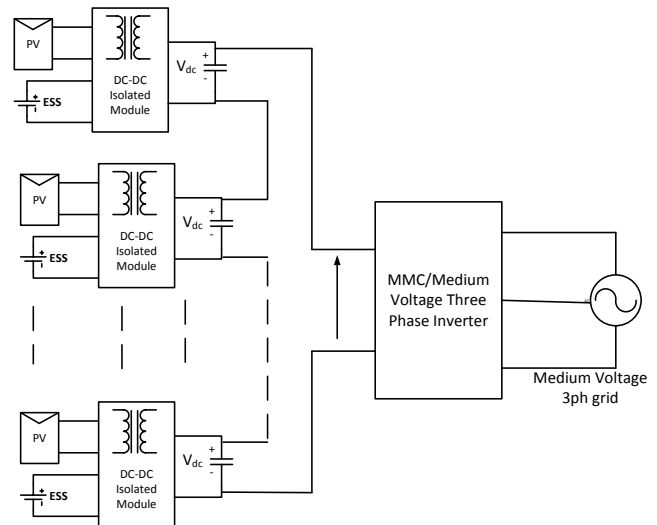 PV
ESS
DC-DC
Isolated
Module
Vdc
+
-
PV
ESS
DC-DC
Isolated
Module
Vdc
+
-
PV
ESS
DC-DC
Isolated
Module
Vdc
+
-
MMC/Medium
Voltage Three
Phase Inverter
Medium Voltage
3ph grid